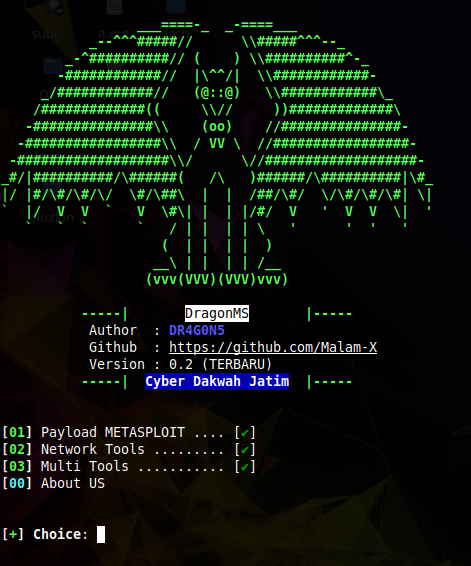 subli
-----|       DragonMS       |-----
Author  : DR4G0N5
Github  : https://github.com/Malam-X
Version : 0.2 (TERBARU)
-----|  Cyber Dakwah Jatim  |-----
[01] Payload METASPLOIT .... [✔]
[02] Network Tools ......... [✔]
[03] Multi Tools ........... [✔]
[00] About US
[+] Choice: